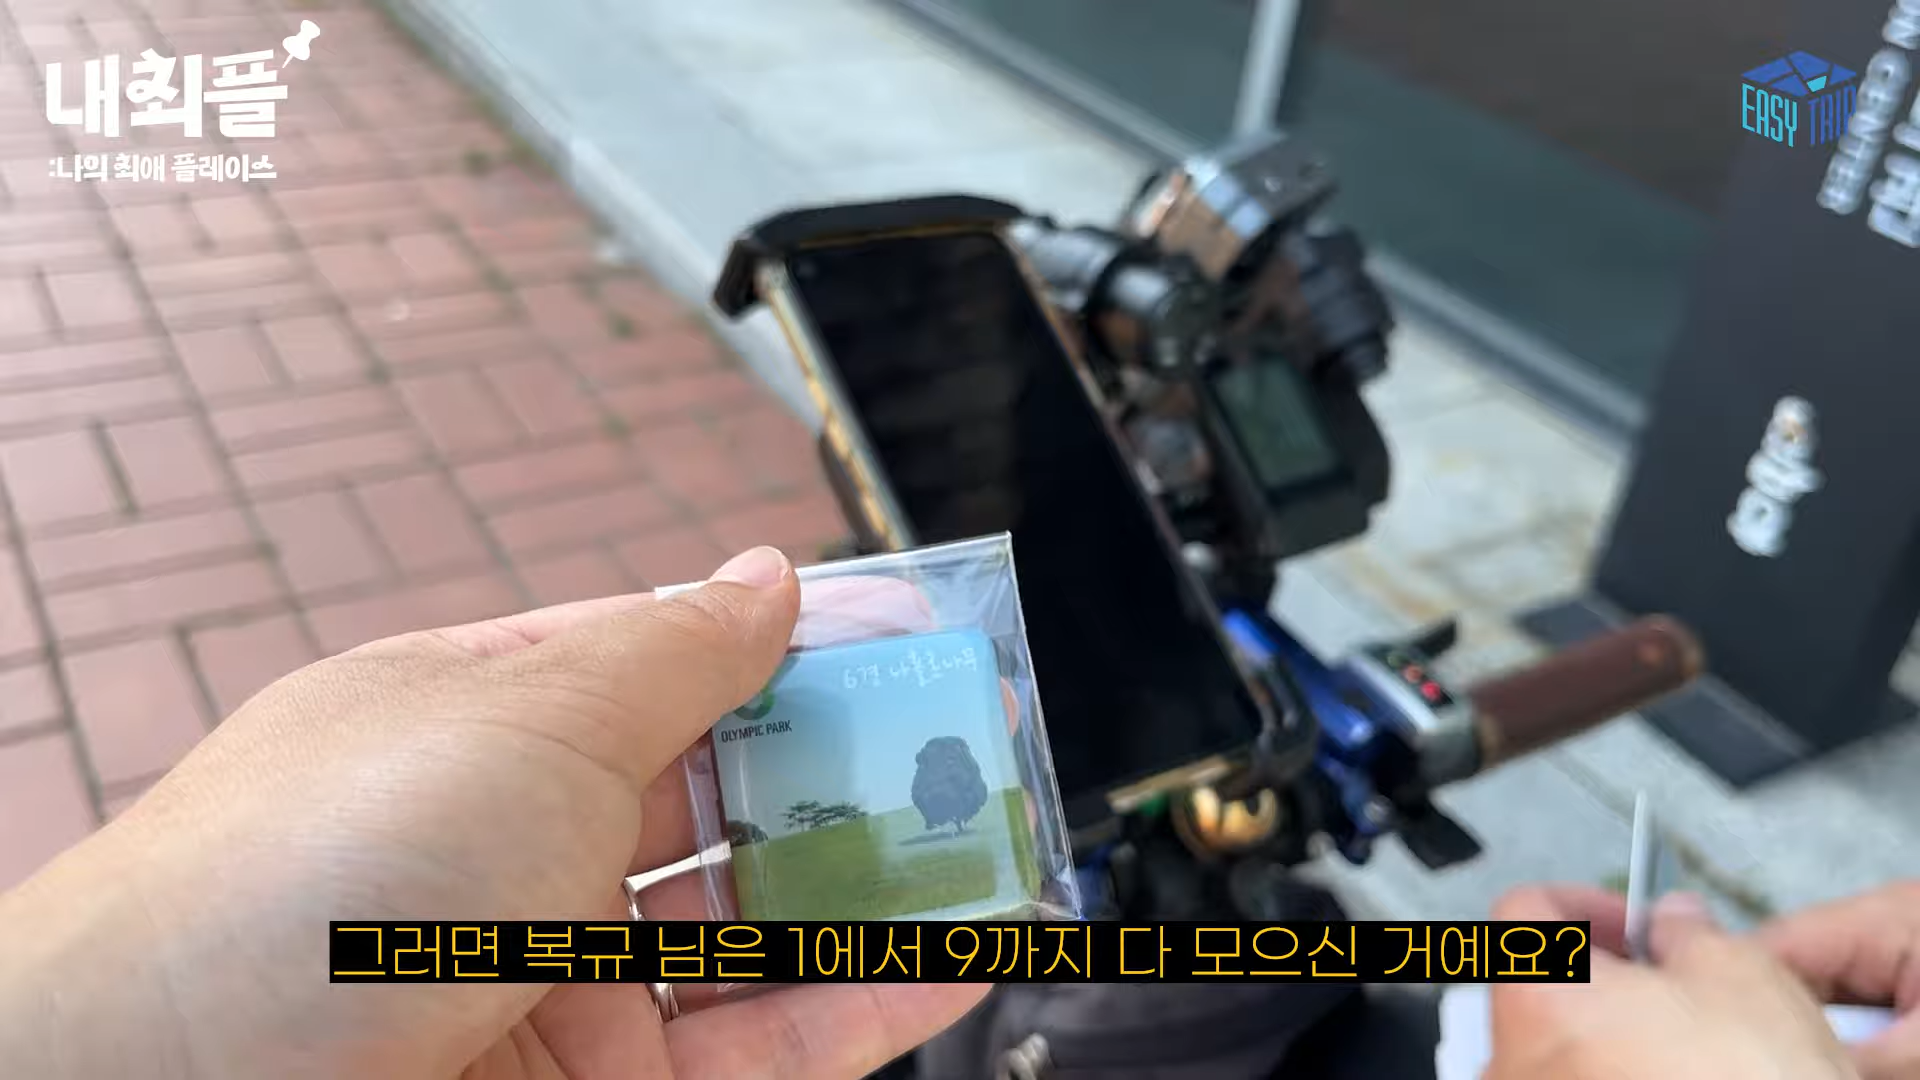 내최플
:나의 최애 플레이스
EASY TRIP
6경 나홀로나무
OLYMPIC PARK
그러면 복규 님은 1에서 9까지 다 모으신 거예요?